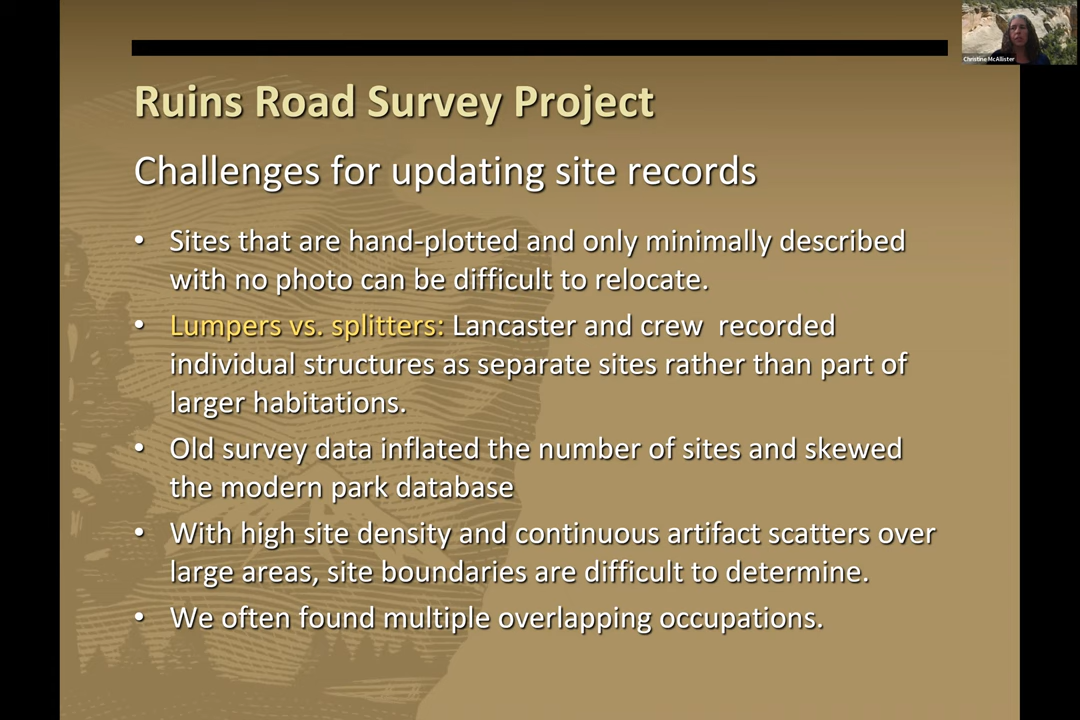 Christine McAllister
Ruins Road Survey Project
Challenges for updating site records
• Sites that are hand-plotted and only minimally described
with no photo can be difficult to relocate.
• Lumpers vs. splitters: Lancaster and crew recorded
individual structures as separate sites rather than part of
larger habitations.
• Old survey data inflated the number of sites and skewed
the modern park database
• With high site density and continuous artifact scatters over
large areas, site boundaries are difficult to determine.
• We often found multiple overlapping occupations.